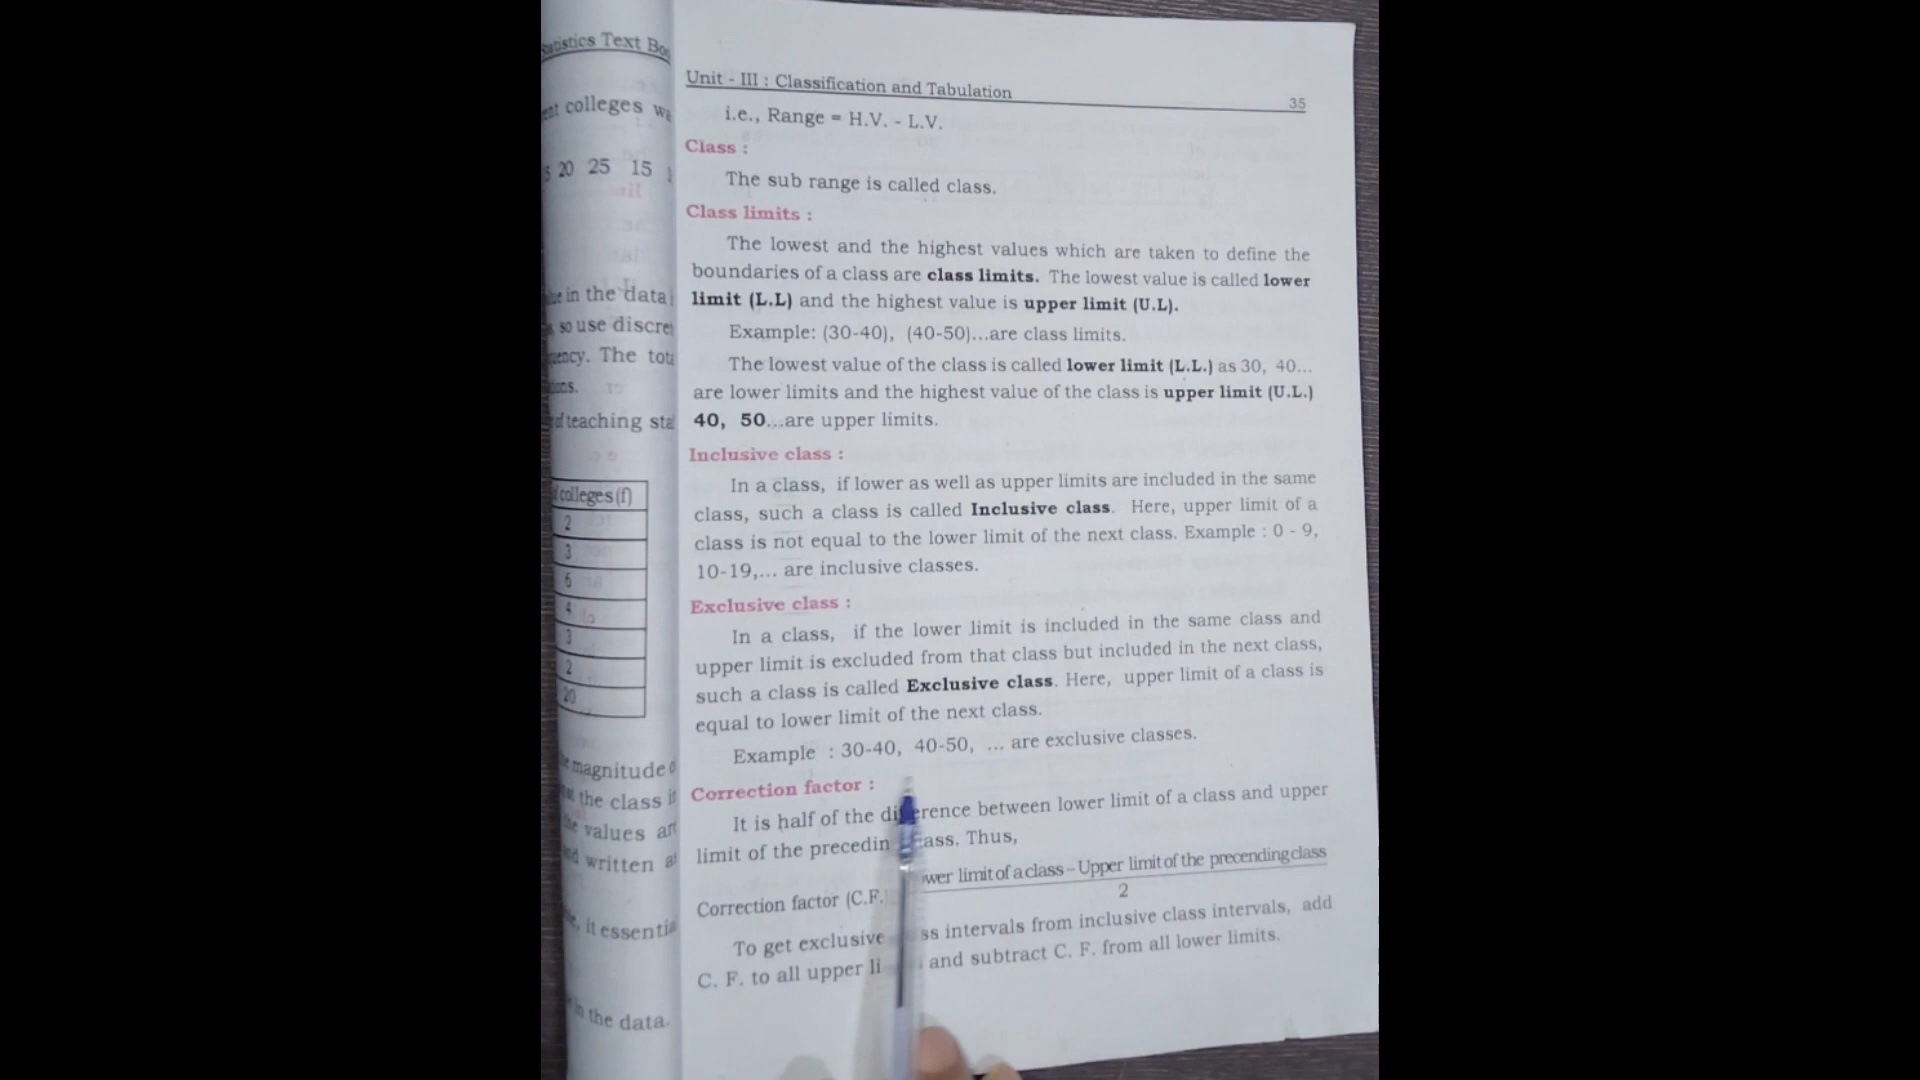 Statistics Text Boo
ent colleges wa
20 25 15
in the data
so use discre
uency. The tota
of teaching sta
colleges (f)
2
3
6
4
3
2
20
magnitude o
the class i
values ar
written a
it essentia
in the data.
Unit - III : Classification and Tabulation 35
i.e., Range = H.V. - L.V.
Class :
The sub range is called class.
Class limits :
The lowest and the highest values which are taken to define the
boundaries of a class are class limits. The lowest value is called lower
limit (L.L) and the highest value is upper limit (U.L).
Example: (30-40), (40-50)...are class limits.
The lowest value of the class is called lower limit (L.L.) as 30, 40...
are lower limits and the highest value of the class is upper limit (U.L.)
40, 50...are upper limits.
Inclusive class :
In a class, if lower as well as upper limits are included in the same
class, such a class is called Inclusive class. Here, upper limit of a
class is not equal to the lower limit of the next class. Example : 0 - 9,
10-19,... are inclusive classes.
Exclusive class :
In a class, if the lower limit is included in the same class and
upper limit is excluded from that class but included in the next class,
such a class is called Exclusive class. Here, upper limit of a class is
equal to lower limit of the next class.
Example : 30-40, 40-50, ... are exclusive classes.
Correction factor :
It is half of the difference between lower limit of a class and upper
limit of the precedin ass. Thus,
wer limit of a class – Upper limit of the precending class
Correction factor (C.F.
2
To get exclusive ss intervals from inclusive class intervals, add
C. F. to all upper li and subtract C. F. from all lower limits.